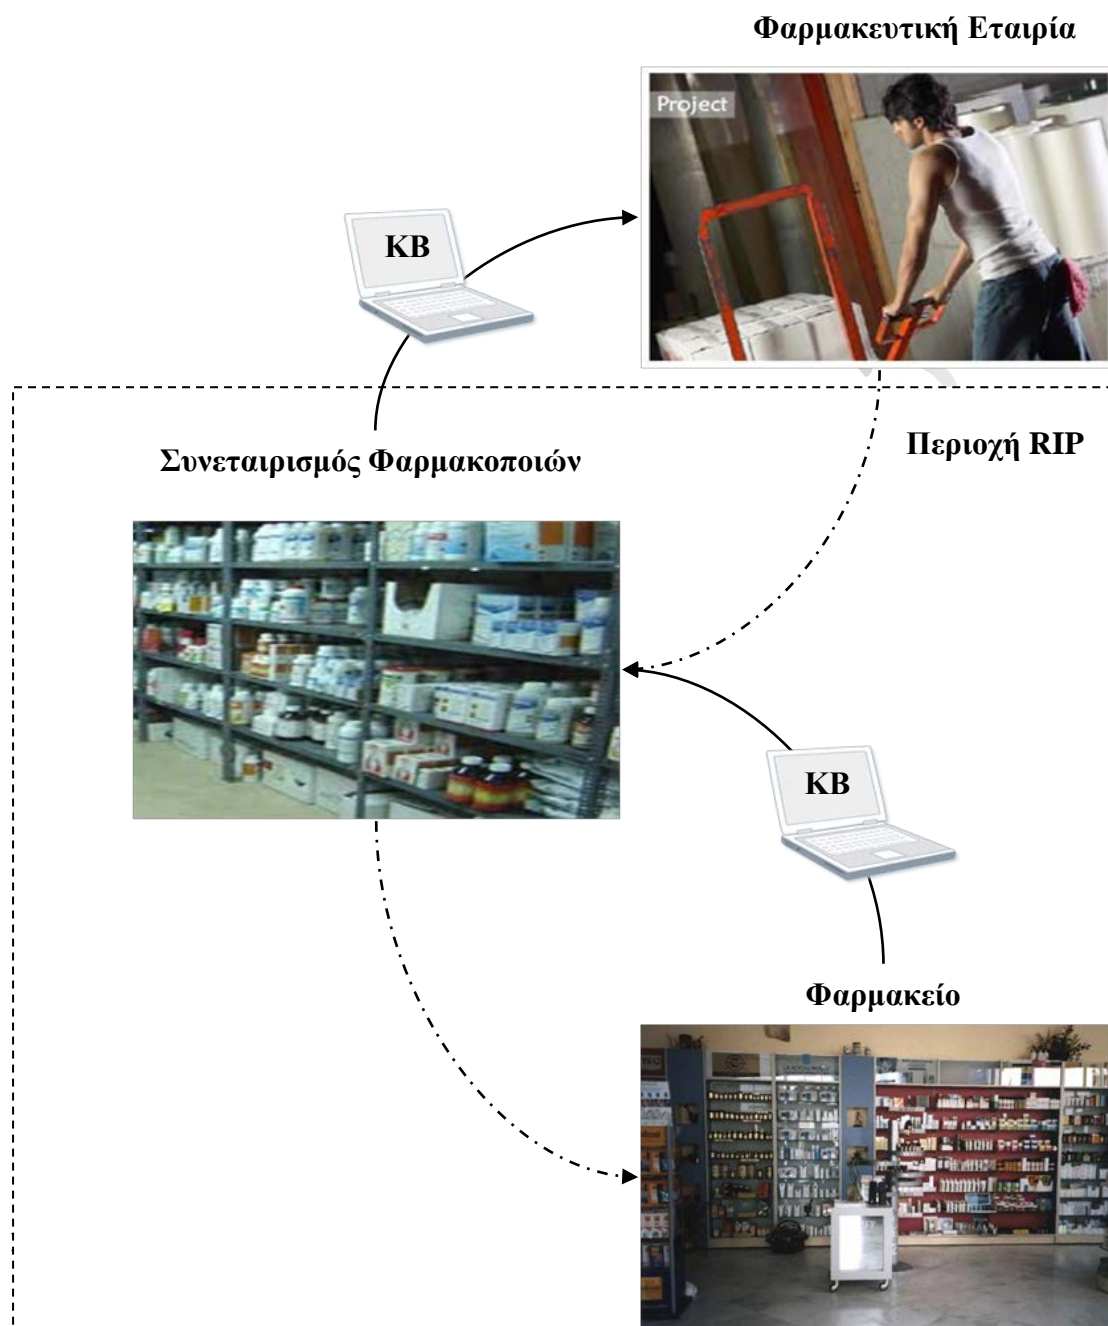 Φαρμακευτική Εταιρία
Project
KB
Συνεταιρισμός Φαρμακοποιών
Περιοχή RIP
KB
Φαρμακείο